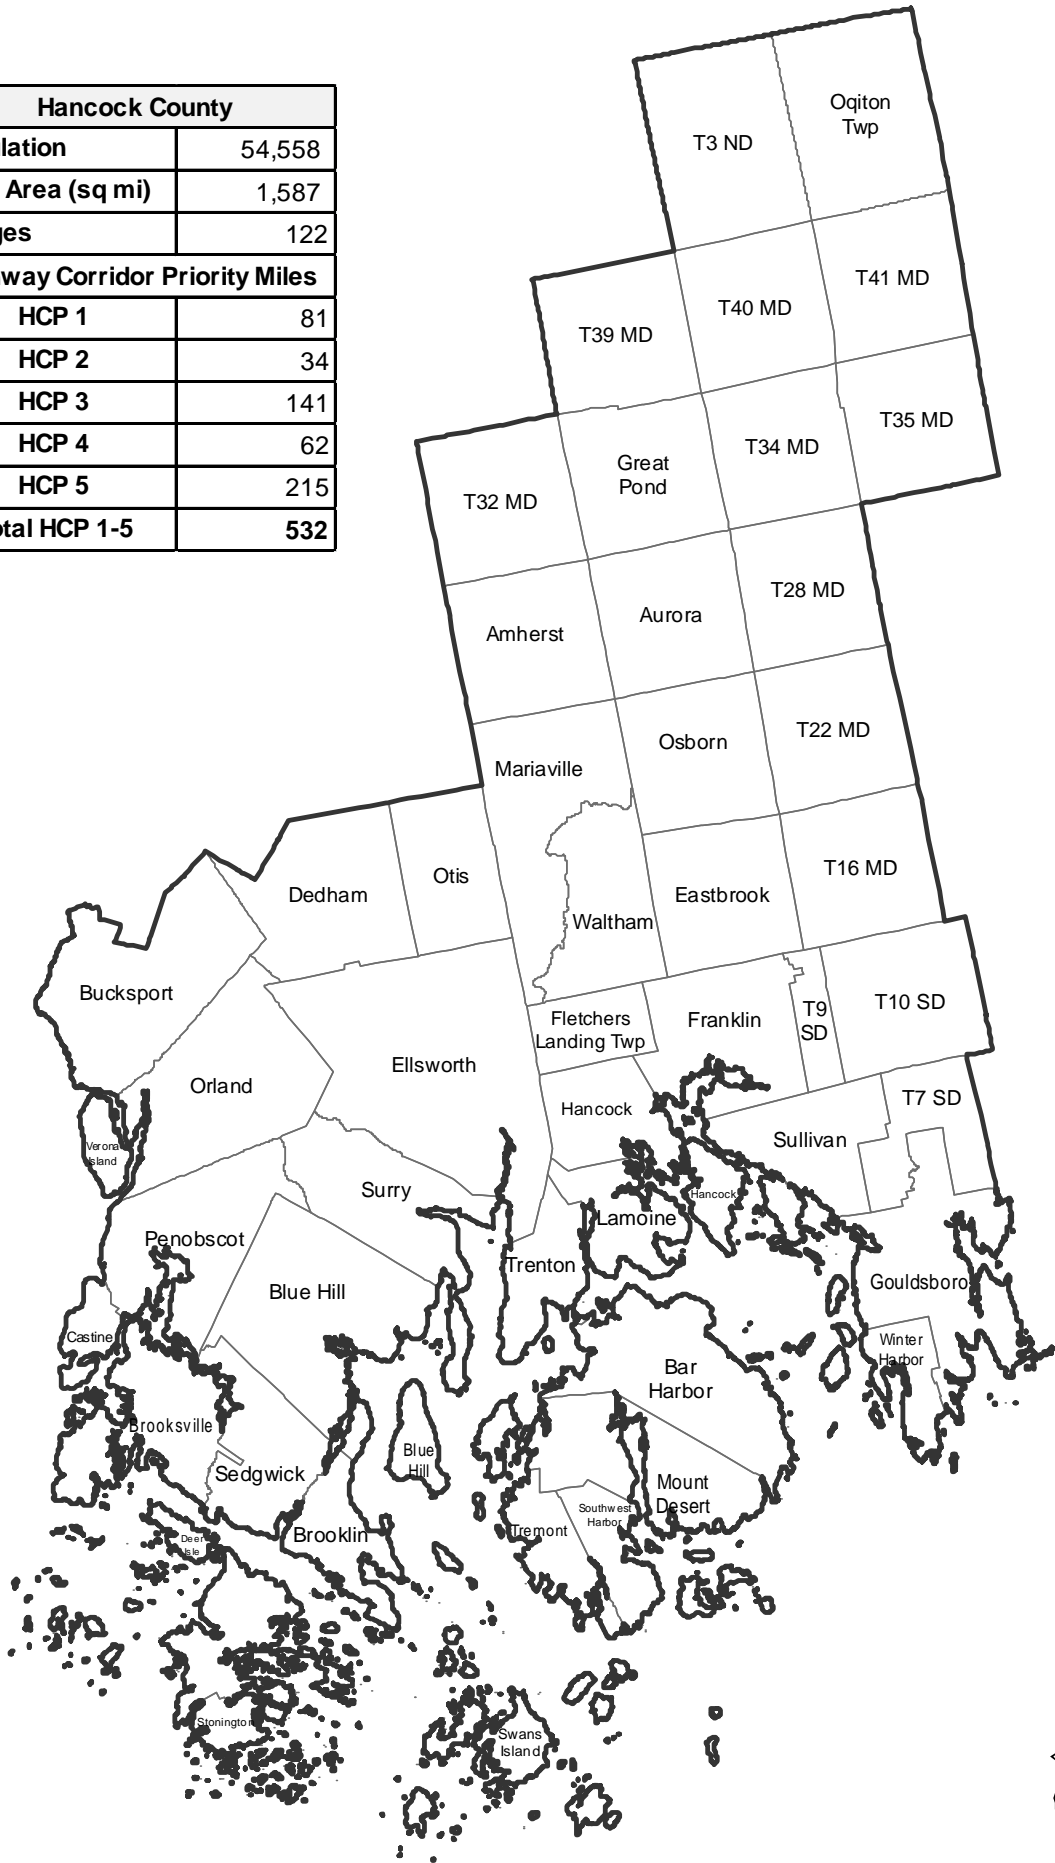 Hancock County
lation 54,558
Area (sq mi) 1,587
ges 122
way Corridor Priority Miles
HCP 1 81
HCP 2 34
HCP 3 141
HCP 4 62
HCP 5 215
otal HCP 1-5 532
Oqiton
Twp
T3 ND
T41 MD
T40 MD
T39 MD
T35 MD
T34 MD
Great
Pond
T32 MD
T28 MD
Aurora
Amherst
T22 MD
Osborn
Mariaville
T16 MD
Otis
Dedham
Eastbrook
Waltham
Bucksport
T10 SD
T9
SD
Franklin
Fletchers
Landing Twp
Ellsworth
Orland
T7 SD
Hancock
Sullivan
Verona
Island
Surry
Hancock
Lamoine
Penobscot
Trenton
Gouldsboro
Blue Hill
Castine
Winter
Harbor
Bar
Harbor
Brooksville
Blue
Hill
Sedgwick
Mount
Desert
Southwest
Harbor
Tremont
Brooklin
Deer
Isle
Stonington
Swans
Island